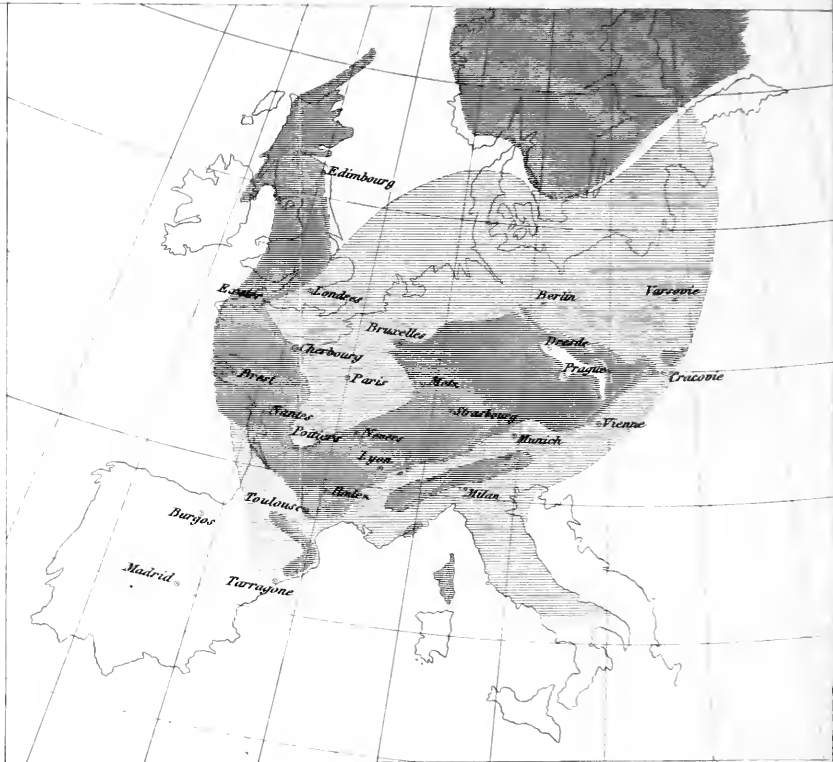 Edimbourg
Exeter
Londres
Berlin
Varsovie
Bruxelles
Cherbourg
Dresde
Brest
Paris
Metz
Prague
Cracovie
Nantes
Strasbourg
Poitiers
Nevers
Munich
Vienne
Lyon
Milan
Toulouse
Burgos
Madrid
Tarragone